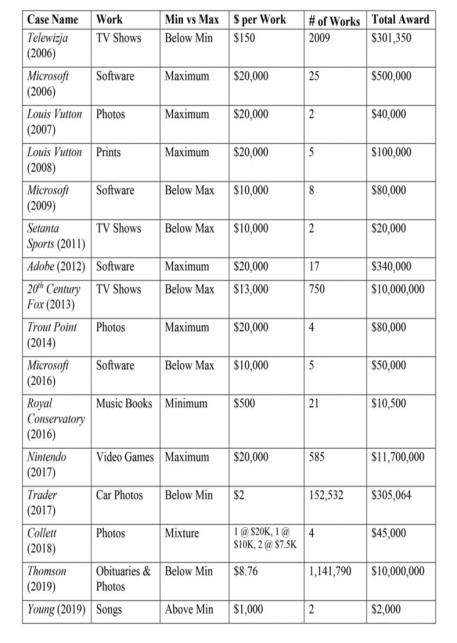 Case Name Work Min vs Max $ per Work # of Works Total Award
Telewizja TV Shows Below Min $150 2009 $301,350
(2006)
Microsoft Software Maximum $20,000 25 $500,000
(2006)
Louis Vutton Photos Maximum $20,000 2 $40,000
(2007)
Louis Vutton Prints Maximum $20,000 5 $100,000
(2008)
Microsoft Software Below Max $10,000 8 $80,000
(2009)
Setanta TV Shows Below Max $10,000 2 $20,000
Sports (2011)
Adobe (2012) Software Maximum $20,000 17 $340,000
20th Century TV Shows Below Max $13,000 750 $10,000,000
Fox (2013)
Trout Point Photos Maximum $20,000 4 $80,000
(2014)
Microsoft Software Below Max $10,000 5 $50,000
(2016)
Royal Music Books Minimum $500 21 $10,500
Conservatory
(2016)
Nintendo Video Games Maximum $20,000 585 $11,700,000
(2017)
Trader Car Photos Below Min $2 152,532 $305,064
(2017)
Collett Photos Mixture 1 @ $20K, 1 @ 4 $45,000
(2018) $10K, 2 @ $7.5K
Thomson Obituaries & Below Min $8.76 1,141,790 $10,000,000
(2019) Photos
Young (2019) Songs Above Min $1,000 2 $2,000